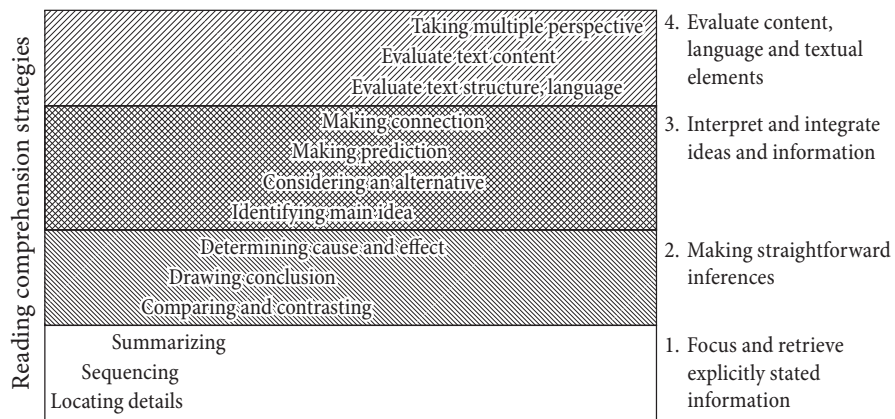 Reading comprehension strategies
Taking multiple perspective
Evaluate text content
Evaluate text structure, language
4. Evaluate content,
language and textual
elements
Making connection
Making prediction
Considering an alternative
Identifying main idea
3. Interpret and integrate
ideas and information
Determining cause and effect
Drawing conclusion
Comparing and contrasting
2. Making straightforward
inferences
Summarizing
Sequencing
Locating details
1. Focus and retrieve
explicitly stated
information